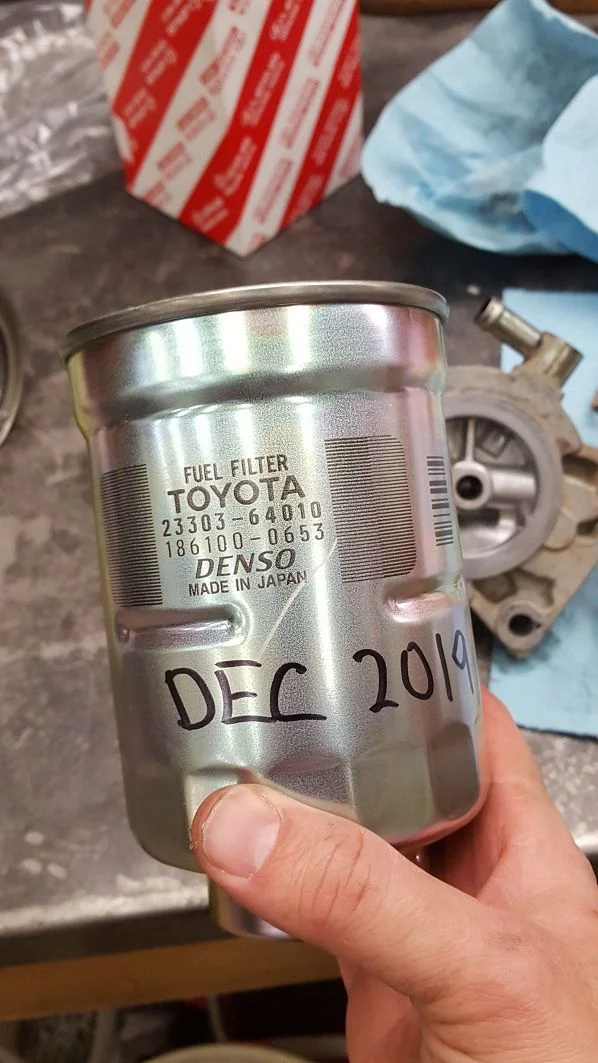 FUEL FILTER
TOYOTA
23303-64010
186100-0653
DENSO
MADE IN JAPAN
DEC 2019